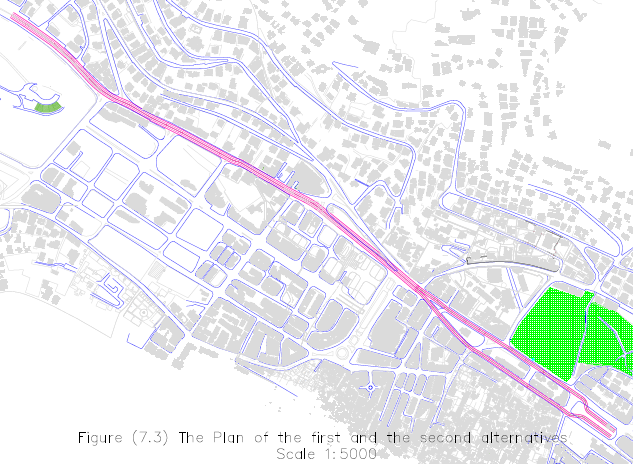 Figure (7.3) The Plan of the first and the second alternatives
Scale 1:5000